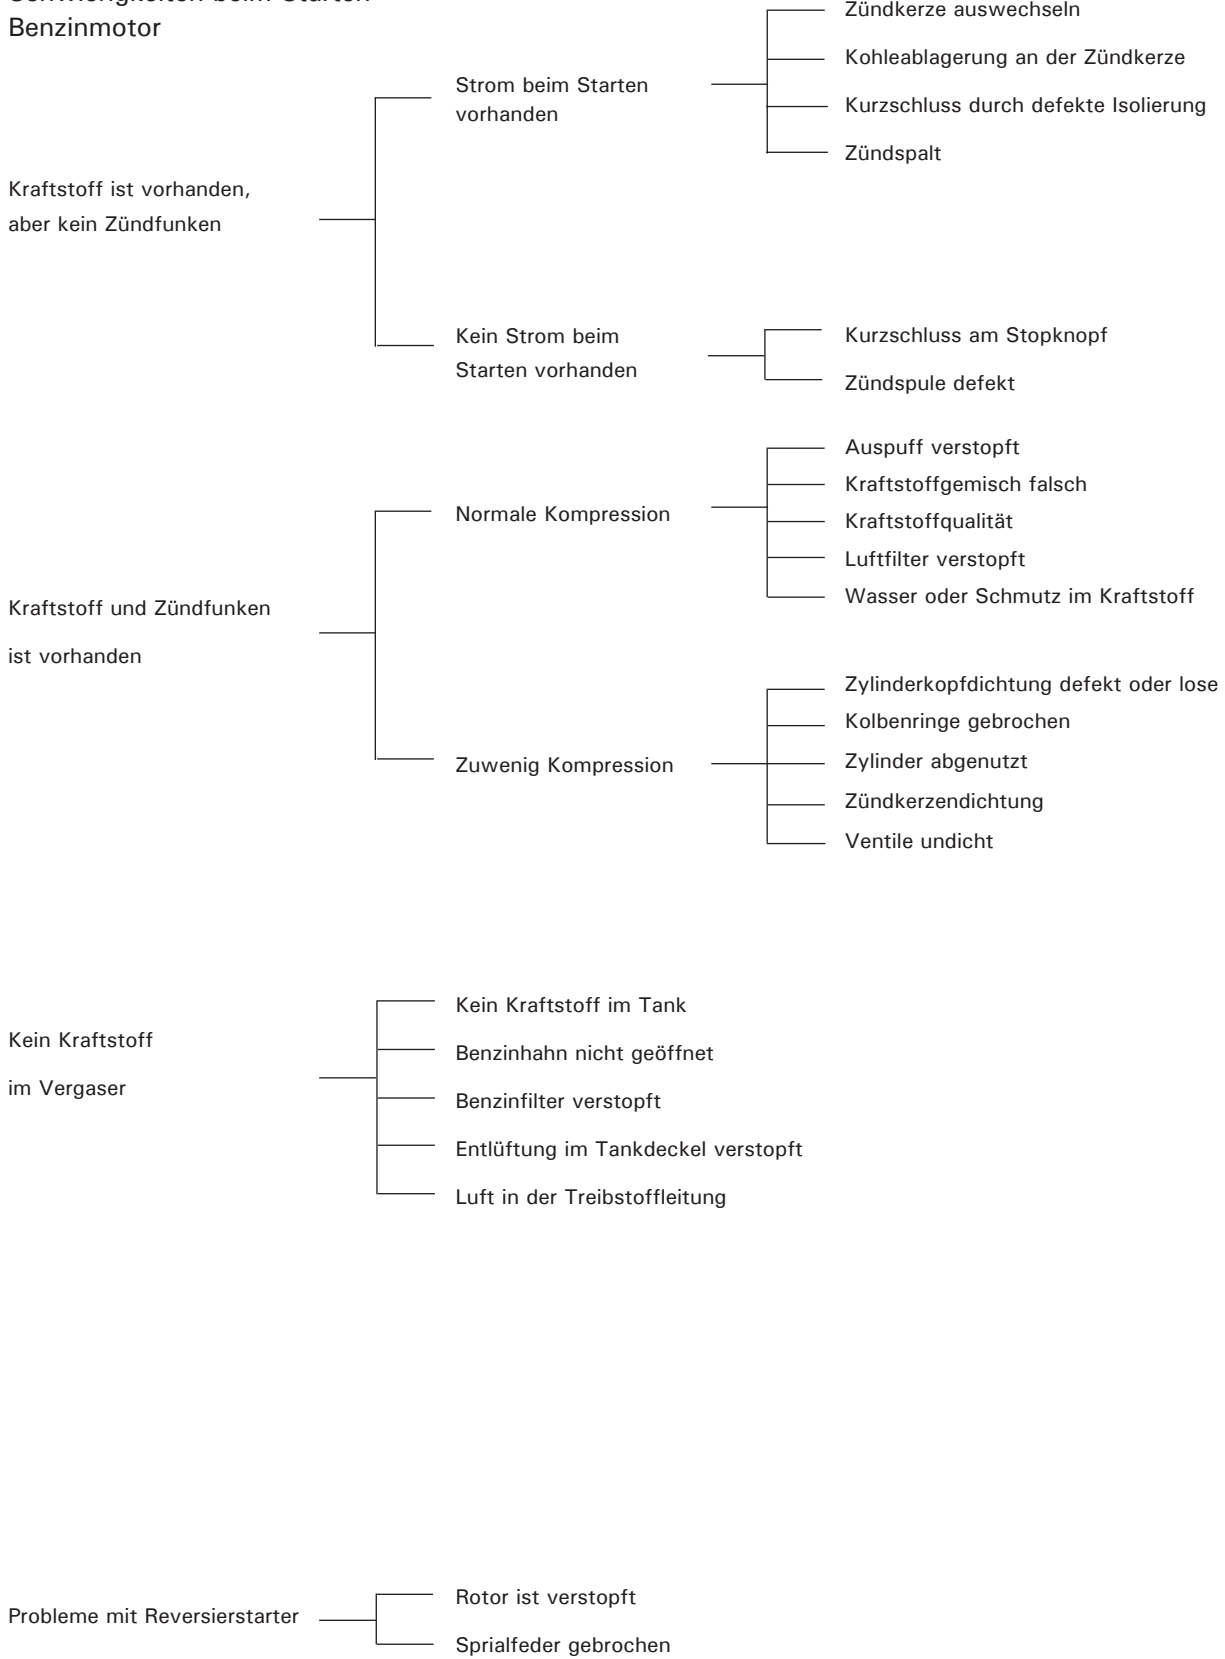 Schwierigkeiten beim Starten
Benzinmotor
Kraftstoff ist vorhanden,
aber kein Zündfunken
Strom beim Starten
vorhanden
Zündkerze auswechseln
Kohleablagerung an der Zündkerze
Kurzschluss durch defekte Isolierung
Zündspalt
Kein Strom beim
Starten vorhanden
Kurzschluss am Stopknopf
Zündspule defekt
Kraftstoff und Zündfunken
ist vorhanden
Normale Kompression
Auspuff verstopft
Kraftstoffgemisch falsch
Kraftstoffqualität
Luftfilter verstopft
Wasser oder Schmutz im Kraftstoff
Zuwenig Kompression
Zylinderkopfdichtung defekt oder lose
Kolbenringe gebrochen
Zylinder abgenutzt
Zündkerzendichtung
Ventile undicht
Kein Kraftstoff
im Vergaser
Kein Kraftstoff im Tank
Benzinhahn nicht geöffnet
Benzinfilter verstopft
Entlüftung im Tankdeckel verstopft
Luft in der Treibstoffleitung
Probleme mit Reversierstarter
Rotor ist verstopft
Sprialfeder gebrochen